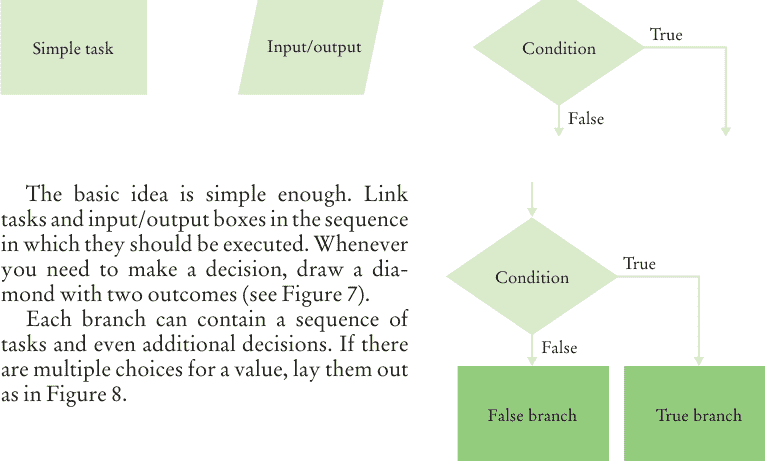 Simple task
Input/output
Condition
True
False
The basic idea is simple enough. Link
tasks and input/output boxes in the sequence
in which they should be executed. Whenever
you need to make a decision, draw a dia-
mond with two outcomes (see Figure 7).
Each branch can contain a sequence of
tasks and even additional decisions. If there
are multiple choices for a value, lay them out
as in Figure 8.
Condition
True
False
False branch
True branch